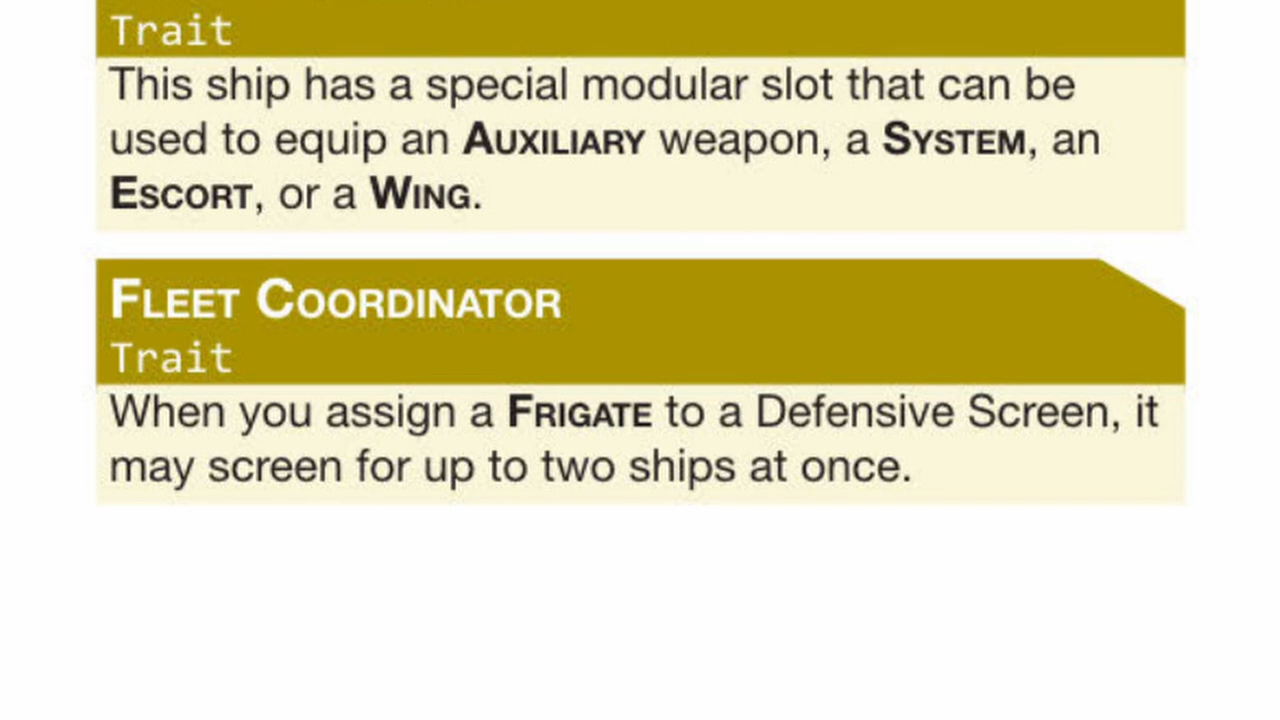 Trait
This ship has a special modular slot that can be
used to equip an AUXILIARY weapon, a SYSTEM, an
ESCORT, or a WING.
FLEET COORDINATOR
Trait
When you assign a FRIGATE to a Defensive Screen, it
may screen for up to two ships at once.